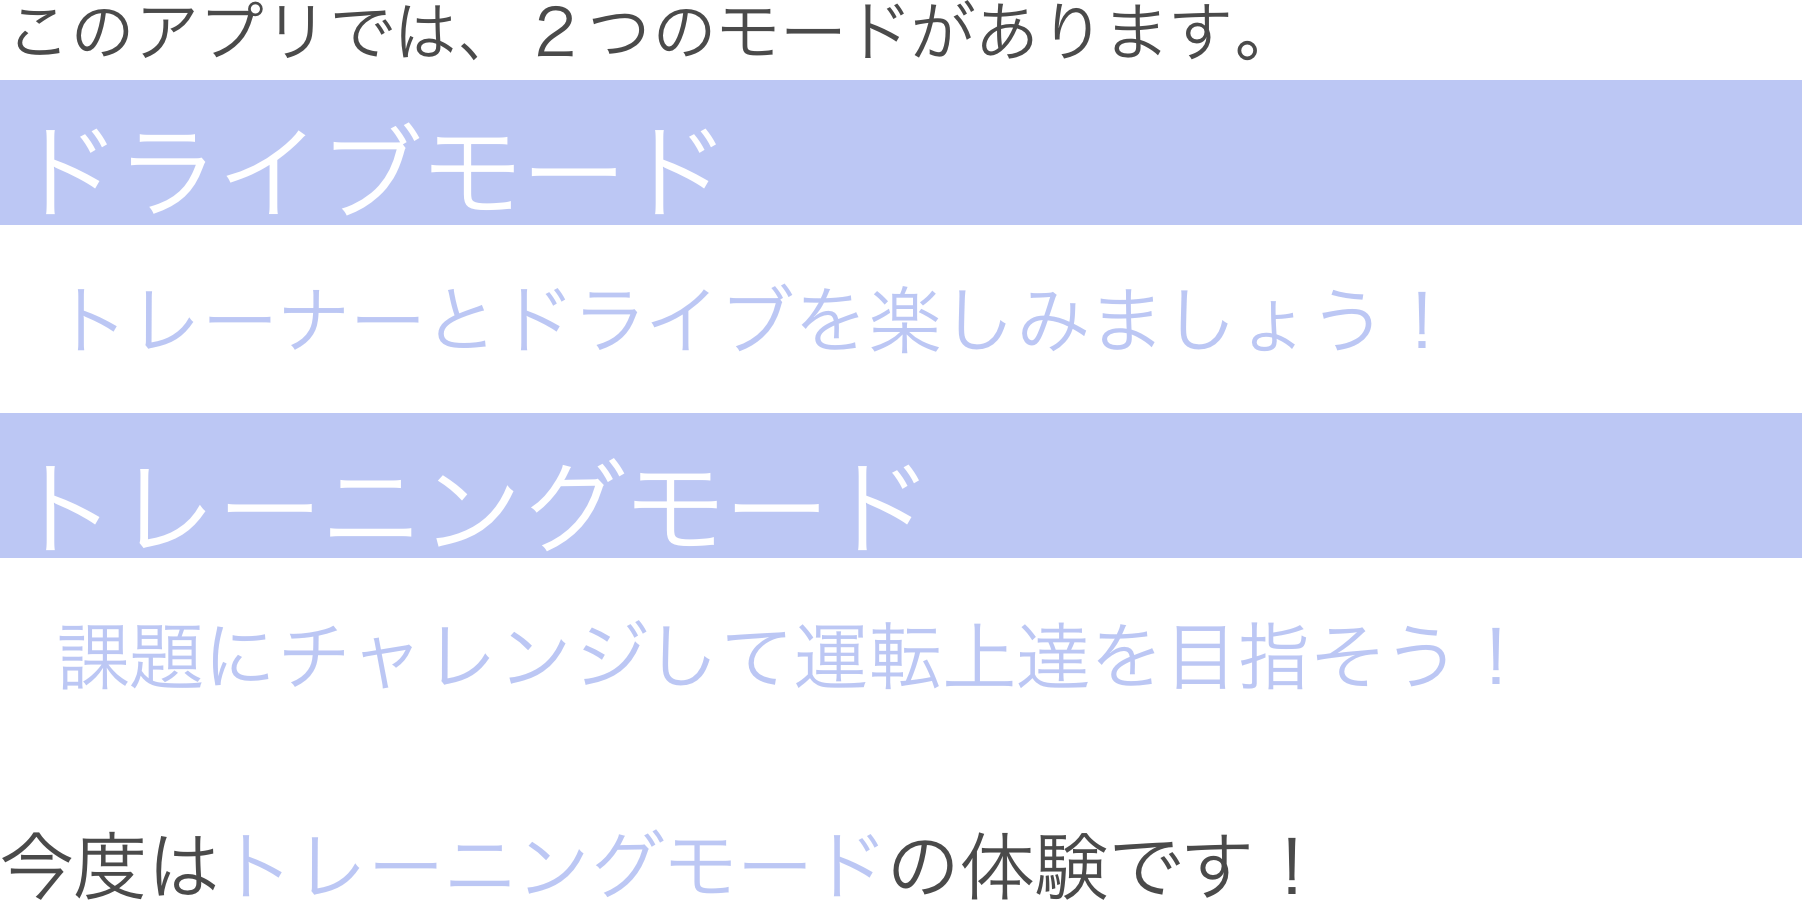 このアプリでは、２つのモードがあります。
ドライブモード
トレーナーとドライブを楽しみましょう！
トレーニングモード
課題にチャレンジして運転上達を目指そう！
今度はトレーニングモードの体験です！